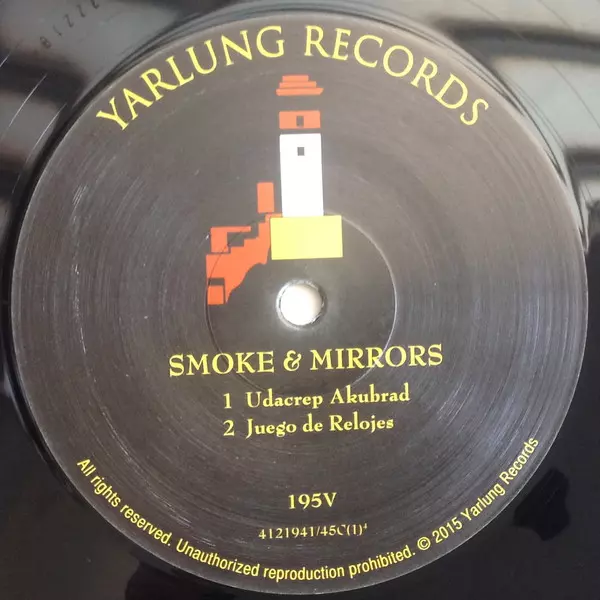 YARLUNG RECORDS
SMOKE & MIRRORS
1 Udacrep Akubrad
2 Juego de Relojes
195V
4121941/45C(1)⁴
All rights reserved. Unauthorized reproduction prohibited. © 2015 Yarlung Records